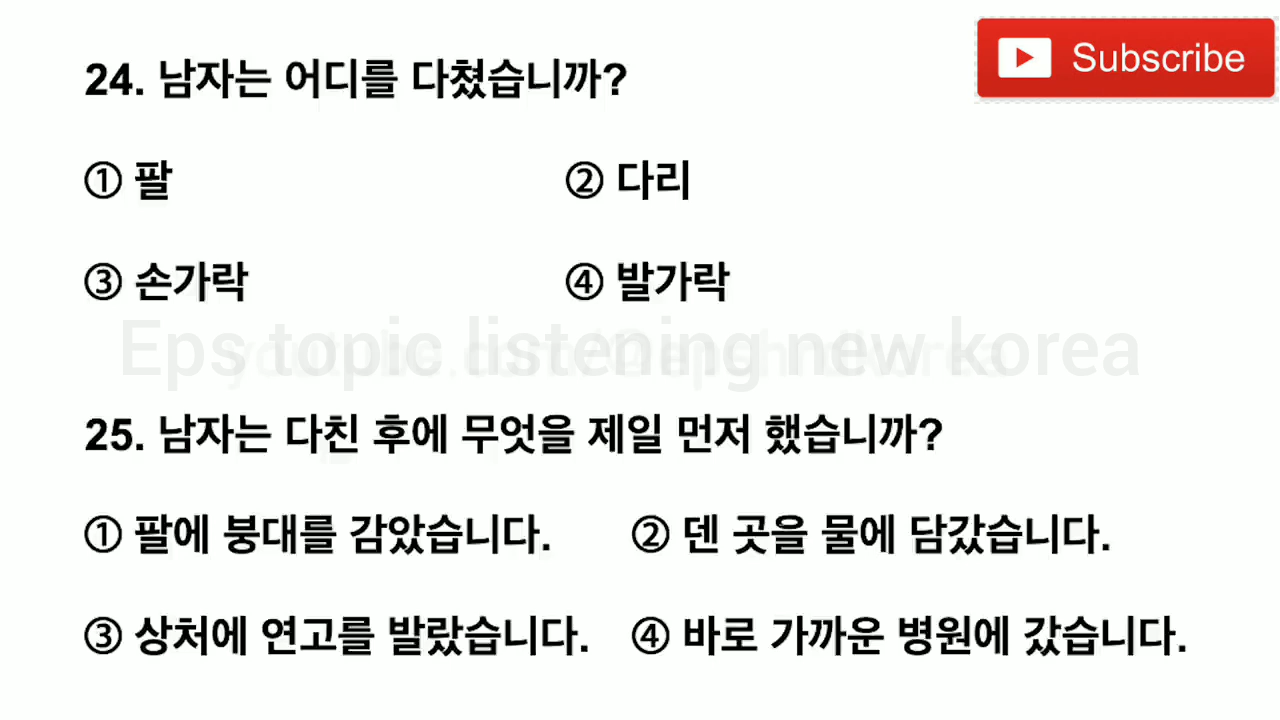 Subscribe
24. 남자는 어디를 다쳤습니까?
① 팔 ② 다리
③ 손가락 ④ 발가락
Eps topic listening new korea
25. 남자는 다친 후에 무엇을 제일 먼저 했습니까?
① 팔에 붕대를 감았습니다. ② 덴 곳을 물에 담갔습니다.
③ 상처에 연고를 발랐습니다. ④ 바로 가까운 병원에 갔습니다.